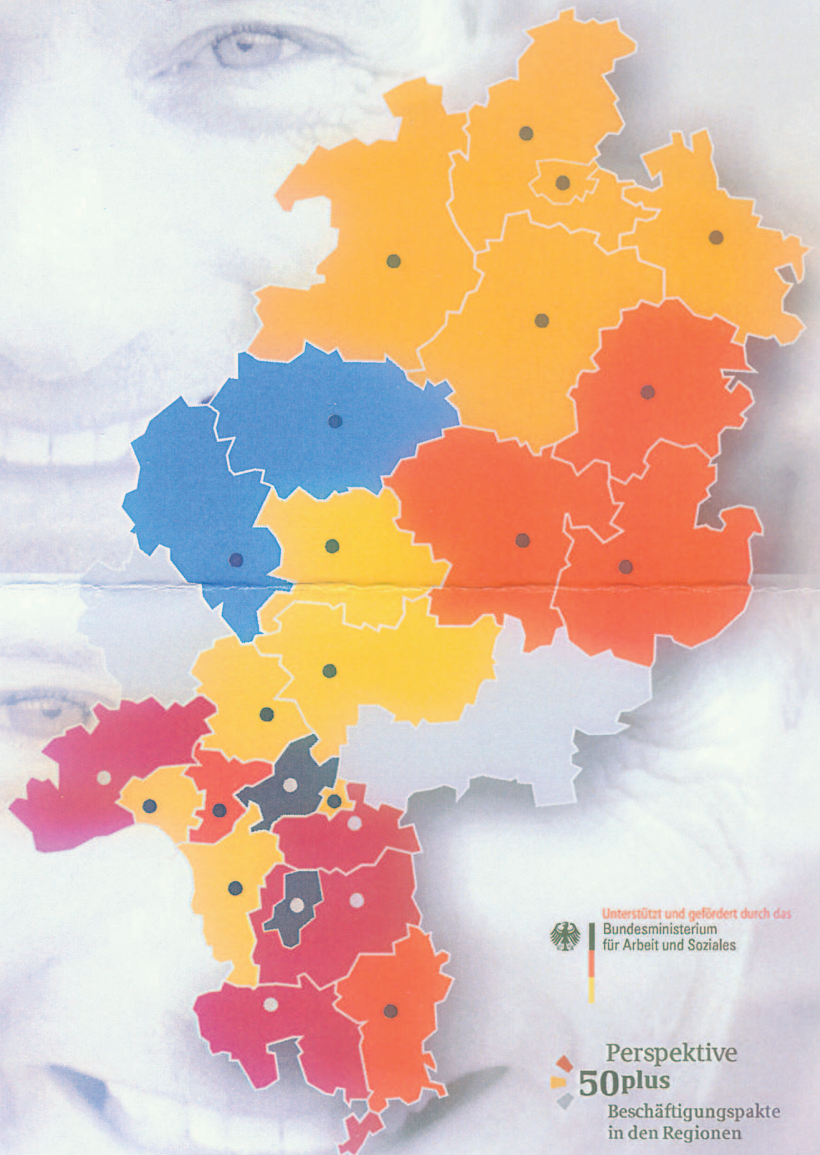 Unterstützt und gefördert durch das
Bundesministerium
für Arbeit und Soziales
Perspektive
50plus
Beschäftigungspakte
in den Regionen